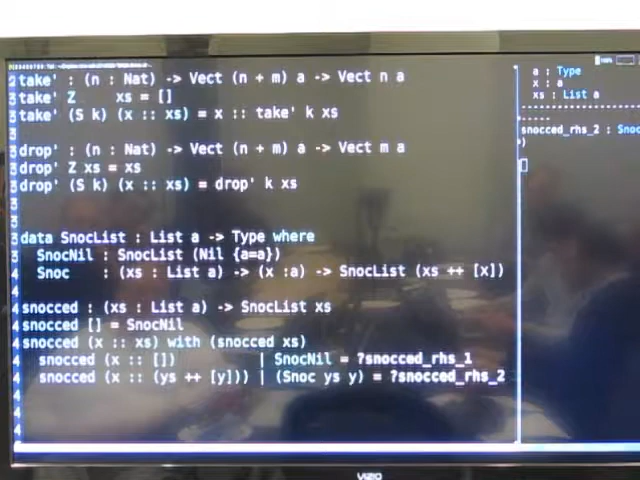 take' : (n : Nat) -> Vect (n + m) a -> Vect n a
take' Z xs = []
take' (S k) (x :: xs) = x :: take' k xs
drop' : (n : Nat) -> Vect (n + m) a -> Vect m a
drop' Z xs = xs
drop' (S k) (x :: xs) = drop' k xs
data SnocList : List a -> Type where
SnocNil : SnocList (Nil {a=a})
Snoc : (xs : List a) -> (x :a) -> SnocList (xs ++ [x])
snocced : (xs : List a) -> SnocList xs
snocced [] = SnocNil
snocced (x :: xs) with (snocced xs)
snocced (x :: []) | SnocNil = ?snocced_rhs_1
snocced (x :: (ys ++ [y])) | (Snoc ys y) = ?snocced_rhs_2
a : Type
x : a
xs : List a
snocced_rhs_2 : Snoc
)
VIZIO